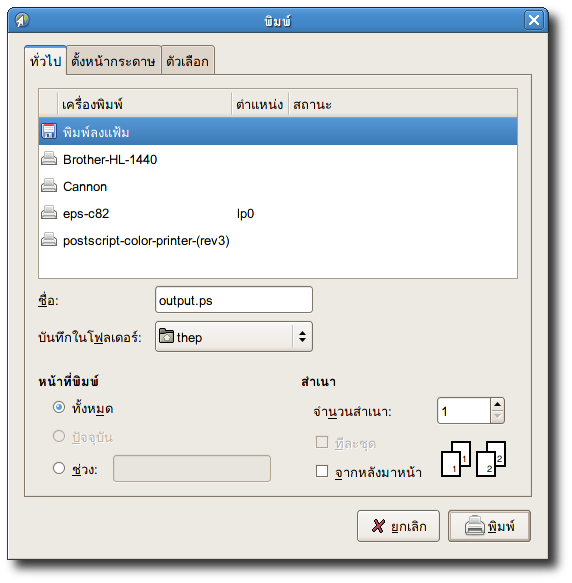 พิมพ์
ทั่วไป ตั้งหน้ากระดาษ ตัวเลือก
เครื่องพิมพ์ ตำแหน่ง สถานะ
พิมพ์ลงแฟ้ม
Brother-HL-1440
Cannon
eps-c82 lp0
postscript-color-printer-(rev3)
ชื่อ: output.ps
บันทึกในโฟลเดอร์: thep
หน้าที่พิมพ์ สำเนา
ทั้งหมด จำนวนสำเนา: 1
ปัจจุบัน ทีละชุด
ช่วง: จากหลังมาหน้า
1 1 2 2
ยกเลิก พิมพ์